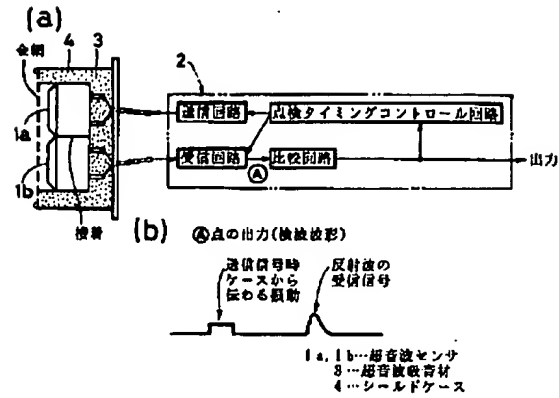 (a)
4
3
金網
1a
1b
接着
2
送信回路
点検タイミングコントロール回路
受信回路
比較回路
Ⓐ
出力
(b)
Ⓐ点の出力(検波波形)
送信信号時
ケースから
伝わる振動
反射波の
受信信号
1a, 1b…超音波センサ
3…超音波吸音材
4…シールドケース